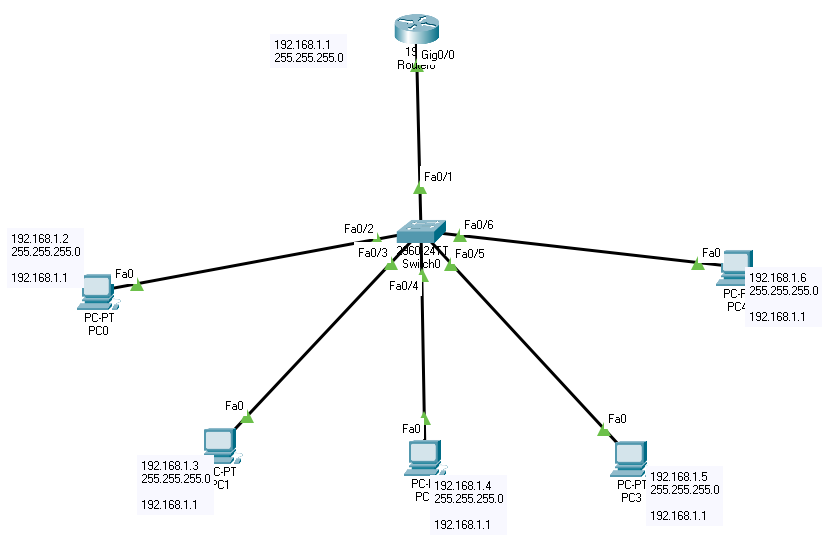 192.168.1.1
255.255.255.0
19
Gig0/0
Router0
Fa0/1
Fa0/2
Fa0/6
Fa0/3
2960-24TT
Fa0/5
Switch0
Fa0/4
192.168.1.2
255.255.255.0
192.168.1.1
Fa0
PC-PT
PC0
Fa0
192.168.1.6
255.255.255.0
192.168.1.1
Fa0
192.168.1.3
255.255.255.0
192.168.1.1
C-PT
PC1
Fa0
PC
192.168.1.4
255.255.255.0
192.168.1.1
Fa0
PC-PT
PC3
192.168.1.5
255.255.255.0
192.168.1.1